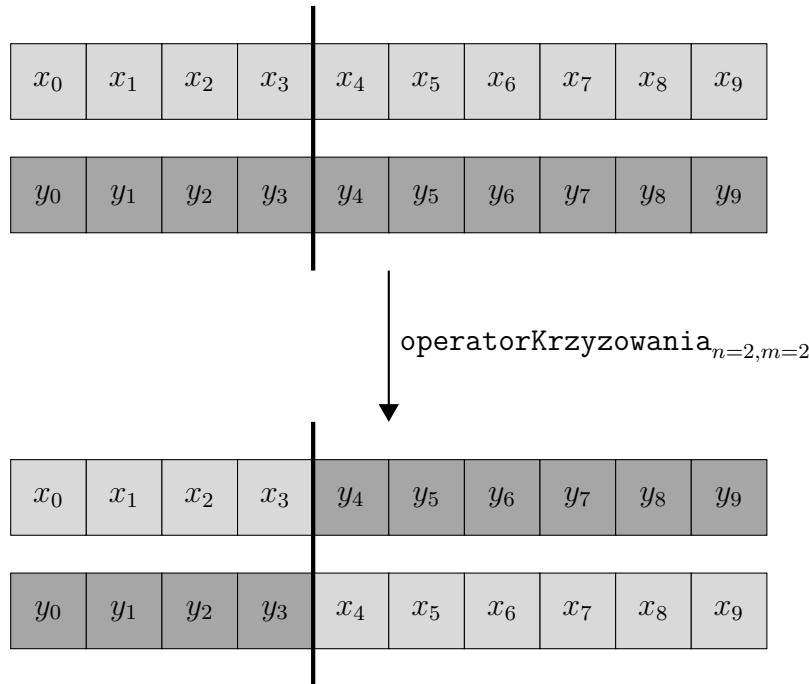 x₀ x₁ x₂ x₃ x₄ x₅ x₆ x₇ x₈ x₉
y₀ y₁ y₂ y₃ y₄ y₅ y₆ y₇ y₈ y₉
operatorKrzyzowania n=2,m=2
x₀ x₁ x₂ x₃ y₄ y₅ y₆ y₇ y₈ y₉
y₀ y₁ y₂ y₃ x₄ x₅ x₆ x₇ x₈ x₉